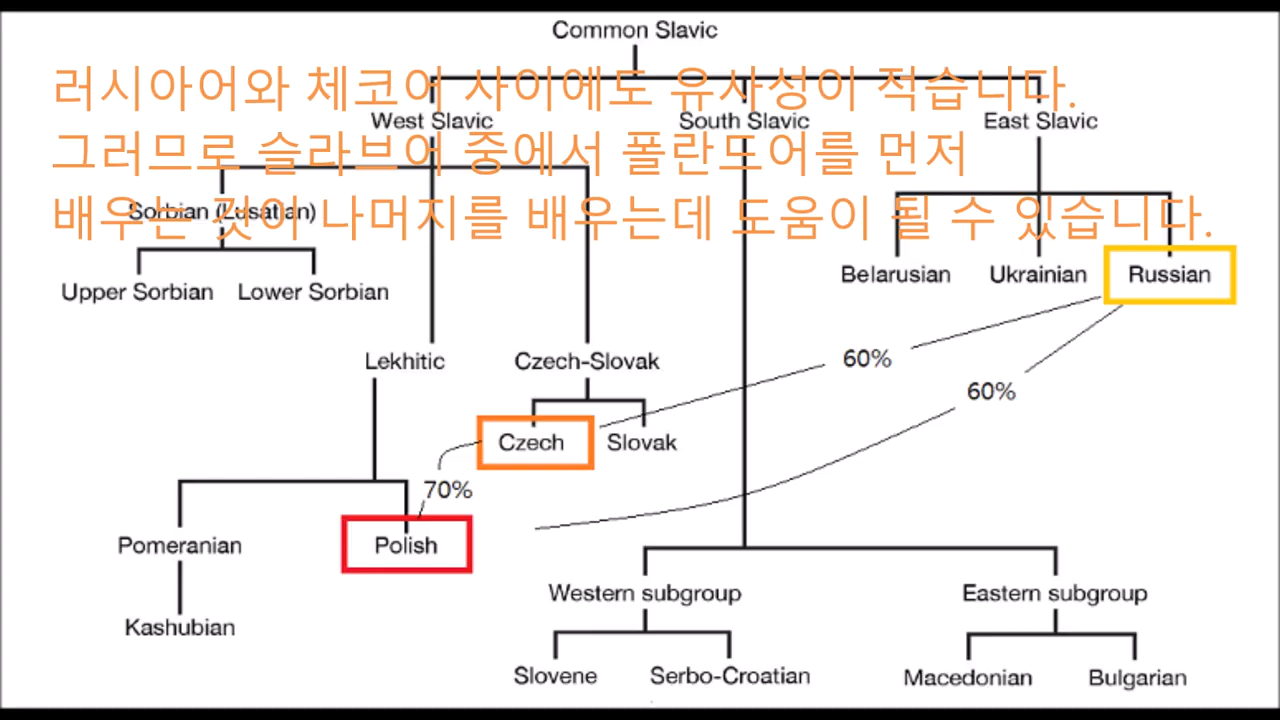 Common Slavic
러시아어와 체코어 사이에도 유사성이 적습니다.
West Slavic South Slavic East Slavic
그러므로 슬라브어 중에서 폴란드어를 먼저
Sorbian (Lusatian)
배우는 것이 나머지를 배우는데 도움이 될 수 있습니다.
Belarusian Ukrainian Russian
Upper Sorbian Lower Sorbian
60%
Lekhitic Czech-Slovak
60%
Czech Slovak
70%
Pomeranian Polish
Western subgroup Eastern subgroup
Kashubian
Slovene Serbo-Croatian Macedonian Bulgarian